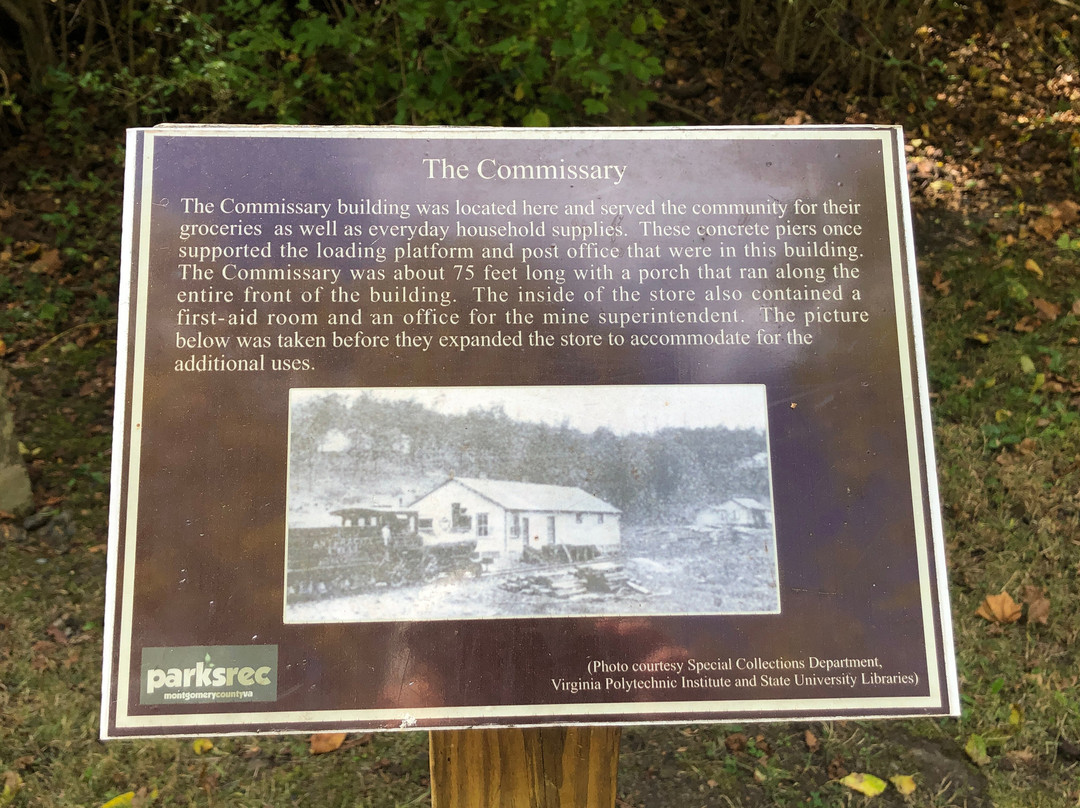 The Commissary
The Commissary building was located here and served the community for their
groceries as well as everyday household supplies. These concrete piers once
supported the loading platform and post office that were in this building.
The Commissary was about 75 feet long with a porch that ran along the
entire front of the building. The inside of the store also contained a
first-aid room and an office for the mine superintendent. The picture
below was taken before they expanded the store to accommodate for the
additional uses.
parksrec
montgomerycountyva
(Photo courtesy Special Collections Department,
Virginia Polytechnic Institute and State University Libraries)